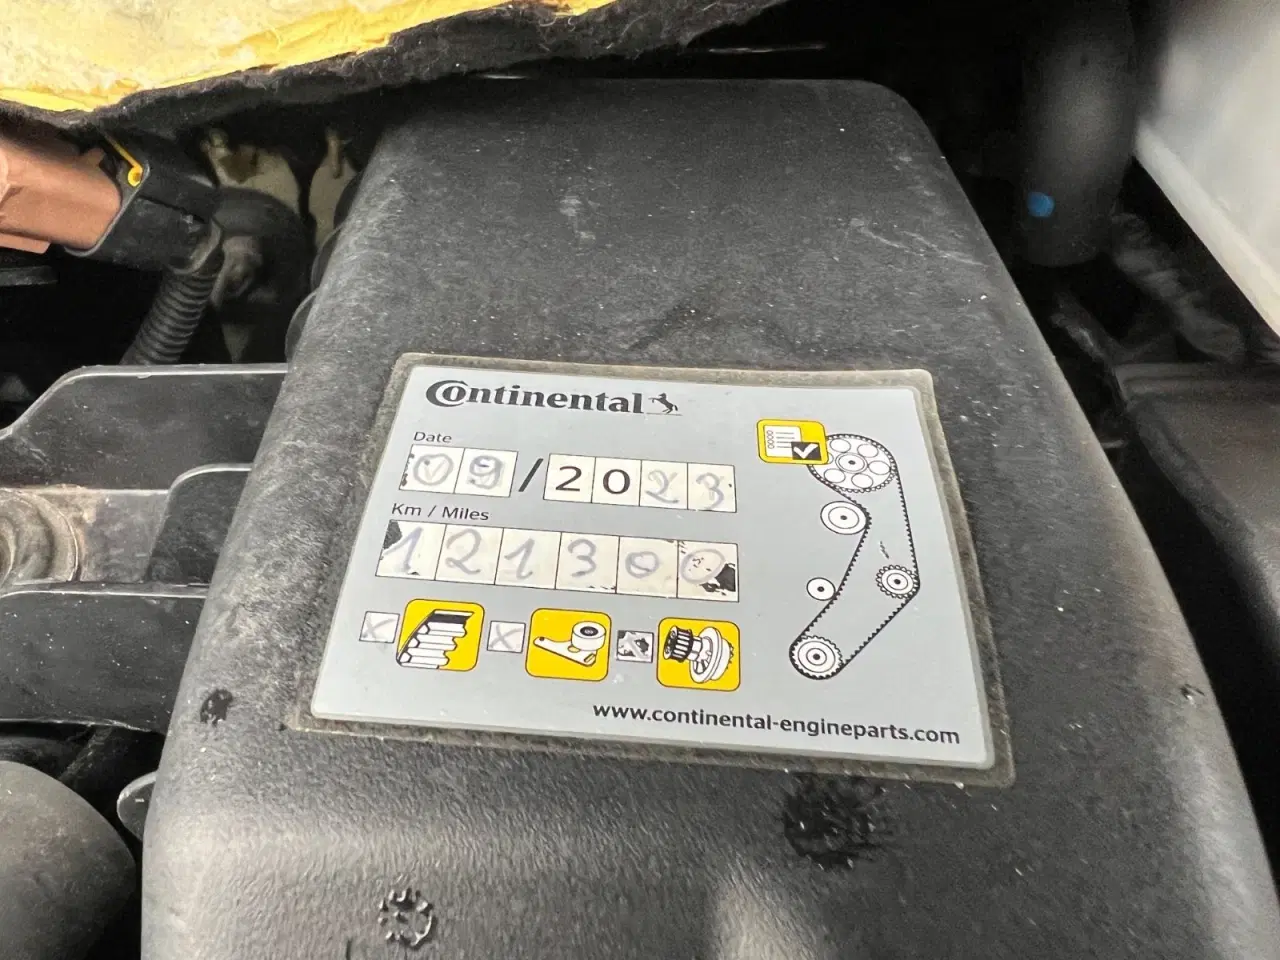 Continental
Date
09/2023
Km / Miles
121300
www.continental-engineparts.com